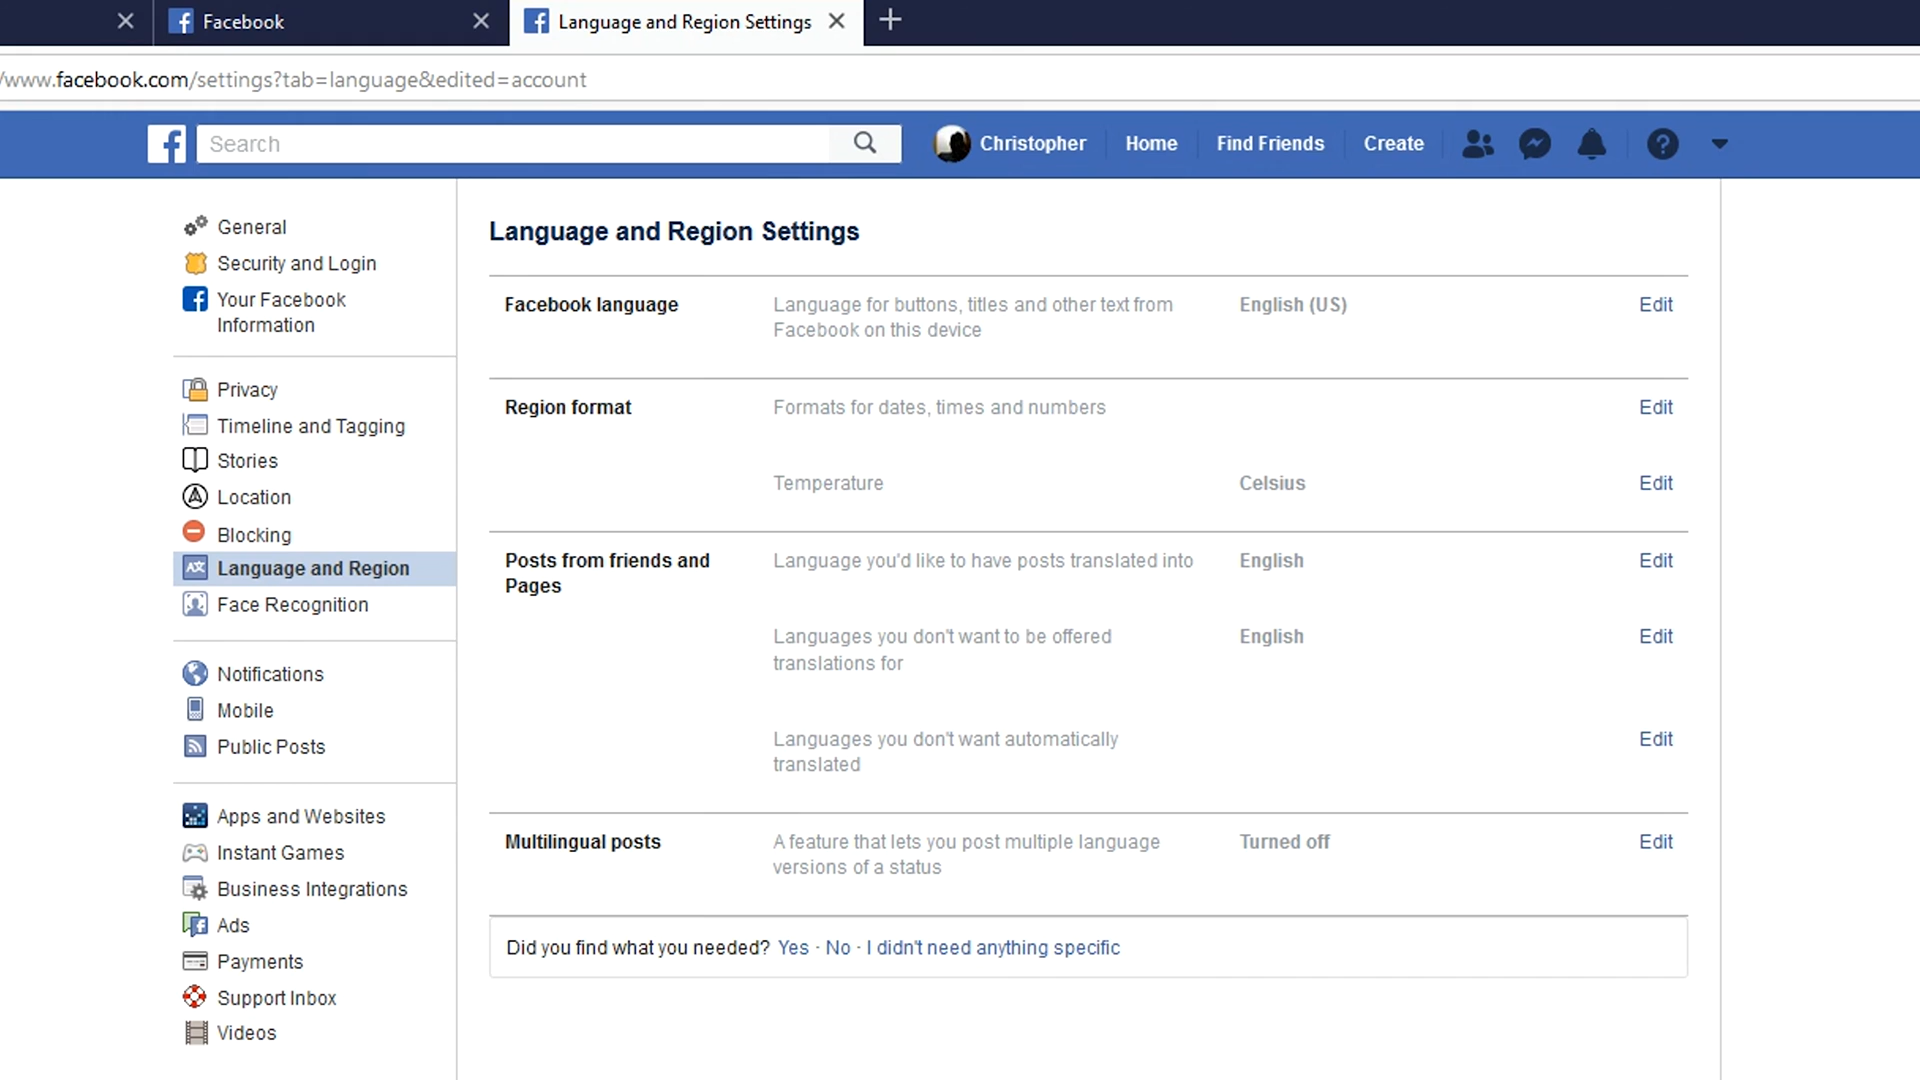 Facebook
Language and Region Settings
/www.facebook.com/settings?tab=language&edited=account
Search
Christopher
Home
Find Friends
Create
General
Security and Login
Your Facebook
Information
Privacy
Timeline and Tagging
Stories
Location
Blocking
Language and Region
Face Recognition
Notifications
Mobile
Public Posts
Apps and Websites
Instant Games
Business Integrations
Ads
Payments
Support Inbox
Videos
Language and Region Settings
Facebook language
Language for buttons, titles and other text from
Facebook on this device
English (US)
Edit
Region format
Formats for dates, times and numbers
Edit
Temperature
Celsius
Edit
Posts from friends and
Pages
Language you'd like to have posts translated into
English
Edit
Languages you don't want to be offered
translations for
English
Edit
Languages you don't want automatically
translated
Edit
Multilingual posts
A feature that lets you post multiple language
versions of a status
Turned off
Edit
Did you find what you needed? Yes · No · I didn't need anything specific